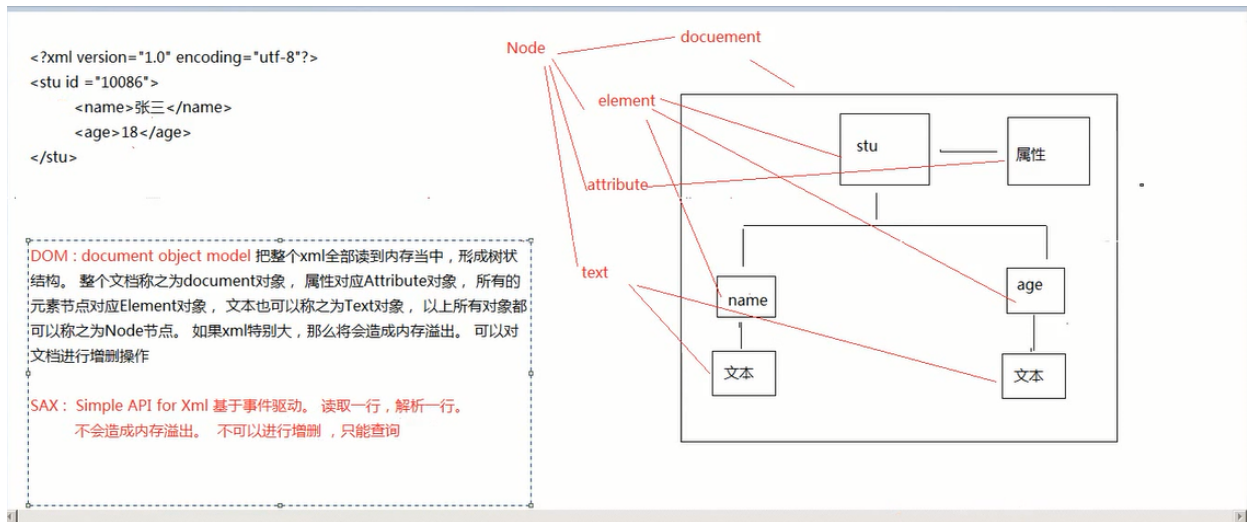 <?xml version="1.0" encoding="utf-8"?>
<stu id ="10086">
<name>张三</name>
<age>18</age>
</stu>
DOM : document object model 把整个xml全部读到内存当中，形成树状
结构。 整个文档称之为document对象， 属性对应Attribute对象， 所有的
元素节点对应Element对象， 文本也可以称之为Text对象， 以上所有对象都
可以称之为Node节点。 如果xml特别大，那么将会造成内存溢出。 可以对
文档进行增删操作
SAX : Simple API for Xml 基于事件驱动。 读取一行，解析一行。
不会造成内存溢出。 不可以进行增删 ，只能查询
Node
docuement
element
attribute
text
stu
属性
name
age
文本
文本